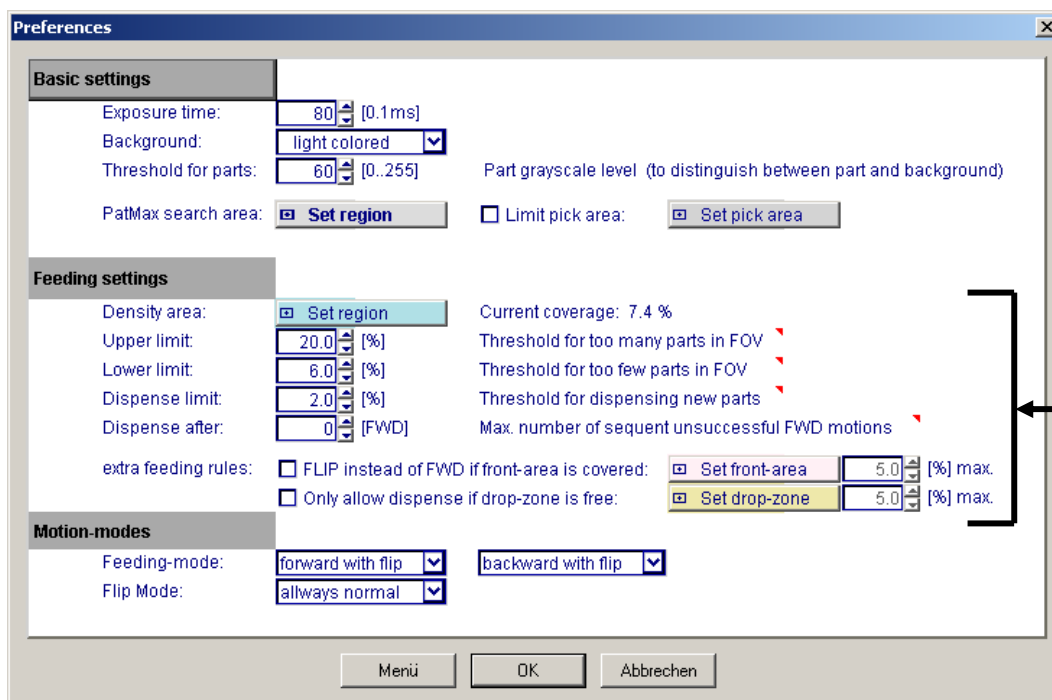 Preferences
Basic settings
Exposure time: 80 [0.1ms]
Background: light colored
Threshold for parts: 60 [0..255] Part grayscale level (to distinguish between part and background)
PatMax search area: Set region Limit pick area: Set pick area
Feeding settings
Density area: Set region Current coverage: 7.4 %
Upper limit: 20.0 [%] Threshold for too many parts in FOV
Lower limit: 6.0 [%] Threshold for too few parts in FOV
Dispense limit: 2.0 [%] Threshold for dispensing new parts
Dispense after: 0 [FWD] Max. number of sequent unsuccessful FWD motions
extra feeding rules: FLIP instead of FWD if front-area is covered: Set front-area 5.0 [%] max.
Only allow dispense if drop-zone is free: Set drop-zone 5.0 [%] max.
Motion-modes
Feeding-mode: forward with flip backward with flip
Flip Mode: allways normal
Menü OK Abbrechen